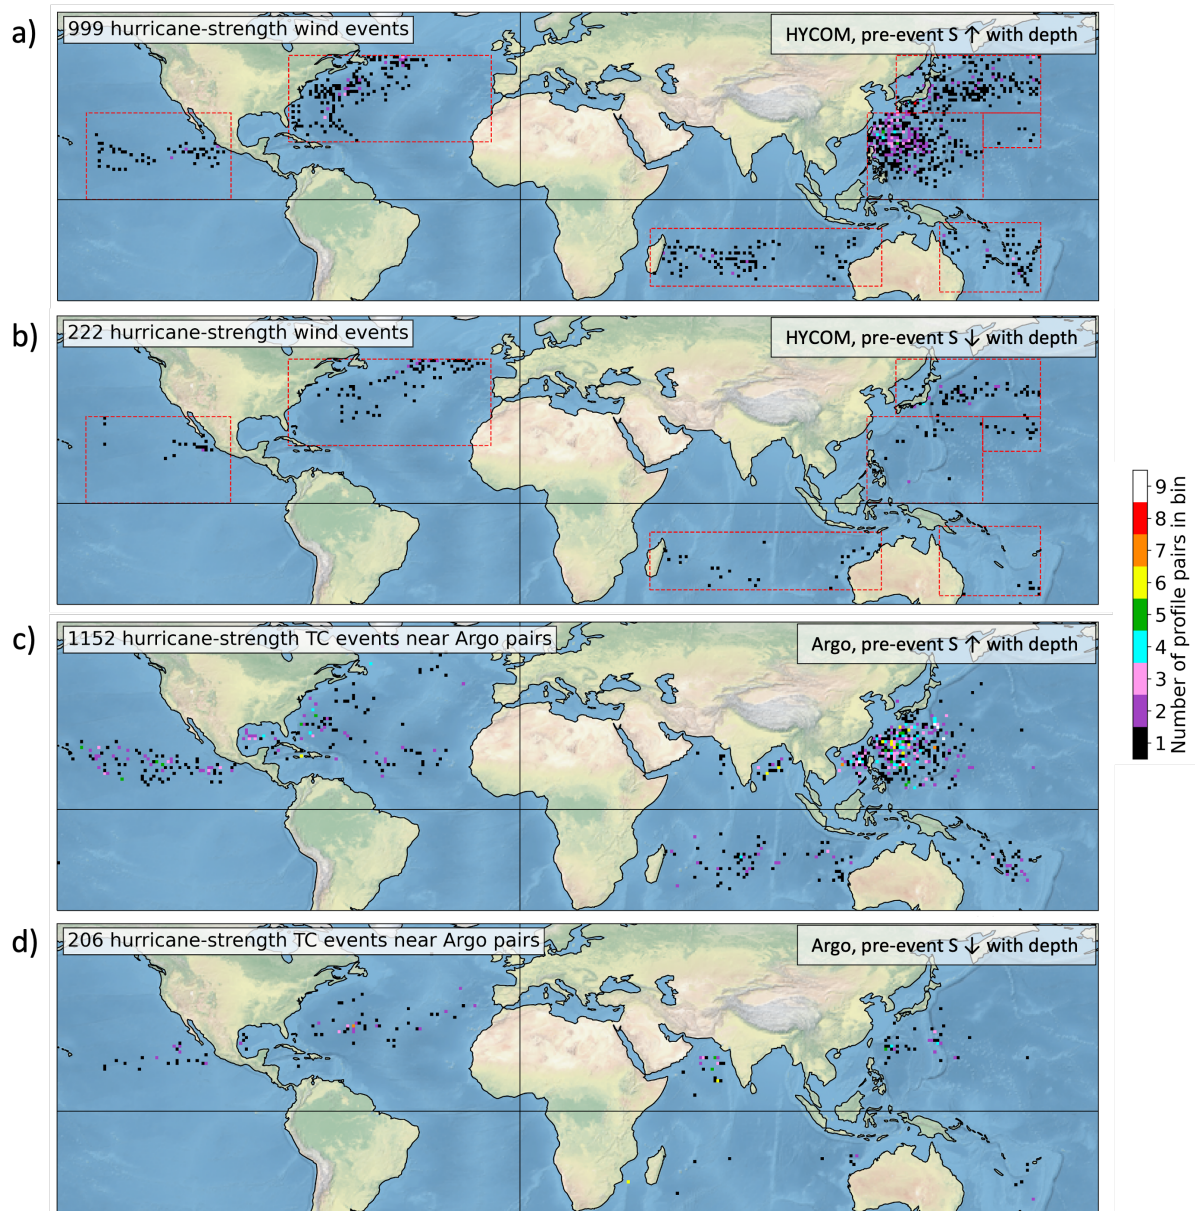 a)
999 hurricane-strength wind events
HYCOM, pre-event S ↑ with depth
b)
222 hurricane-strength wind events
HYCOM, pre-event S ↓ with depth
c)
1152 hurricane-strength TC events near Argo pairs
Argo, pre-event S ↑ with depth
d)
206 hurricane-strength TC events near Argo pairs
Argo, pre-event S ↓ with depth
9
8
7
6
5
4
3
2
1
Number of profile pairs in bin